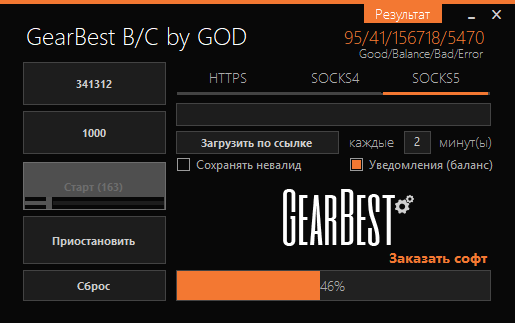 Результат
GearBest B/C by GOD
95/41/156718/5470
Good/Balance/Bad/Error
341312
HTTPS SOCKS4 SOCKS5
1000
Загрузить по ссылке каждые 2 минут(ы)
Сохранять невалид Уведомления (баланс)
Старт (163)
GEARBEST
Приостановить
Заказать софт
Сброс
46%